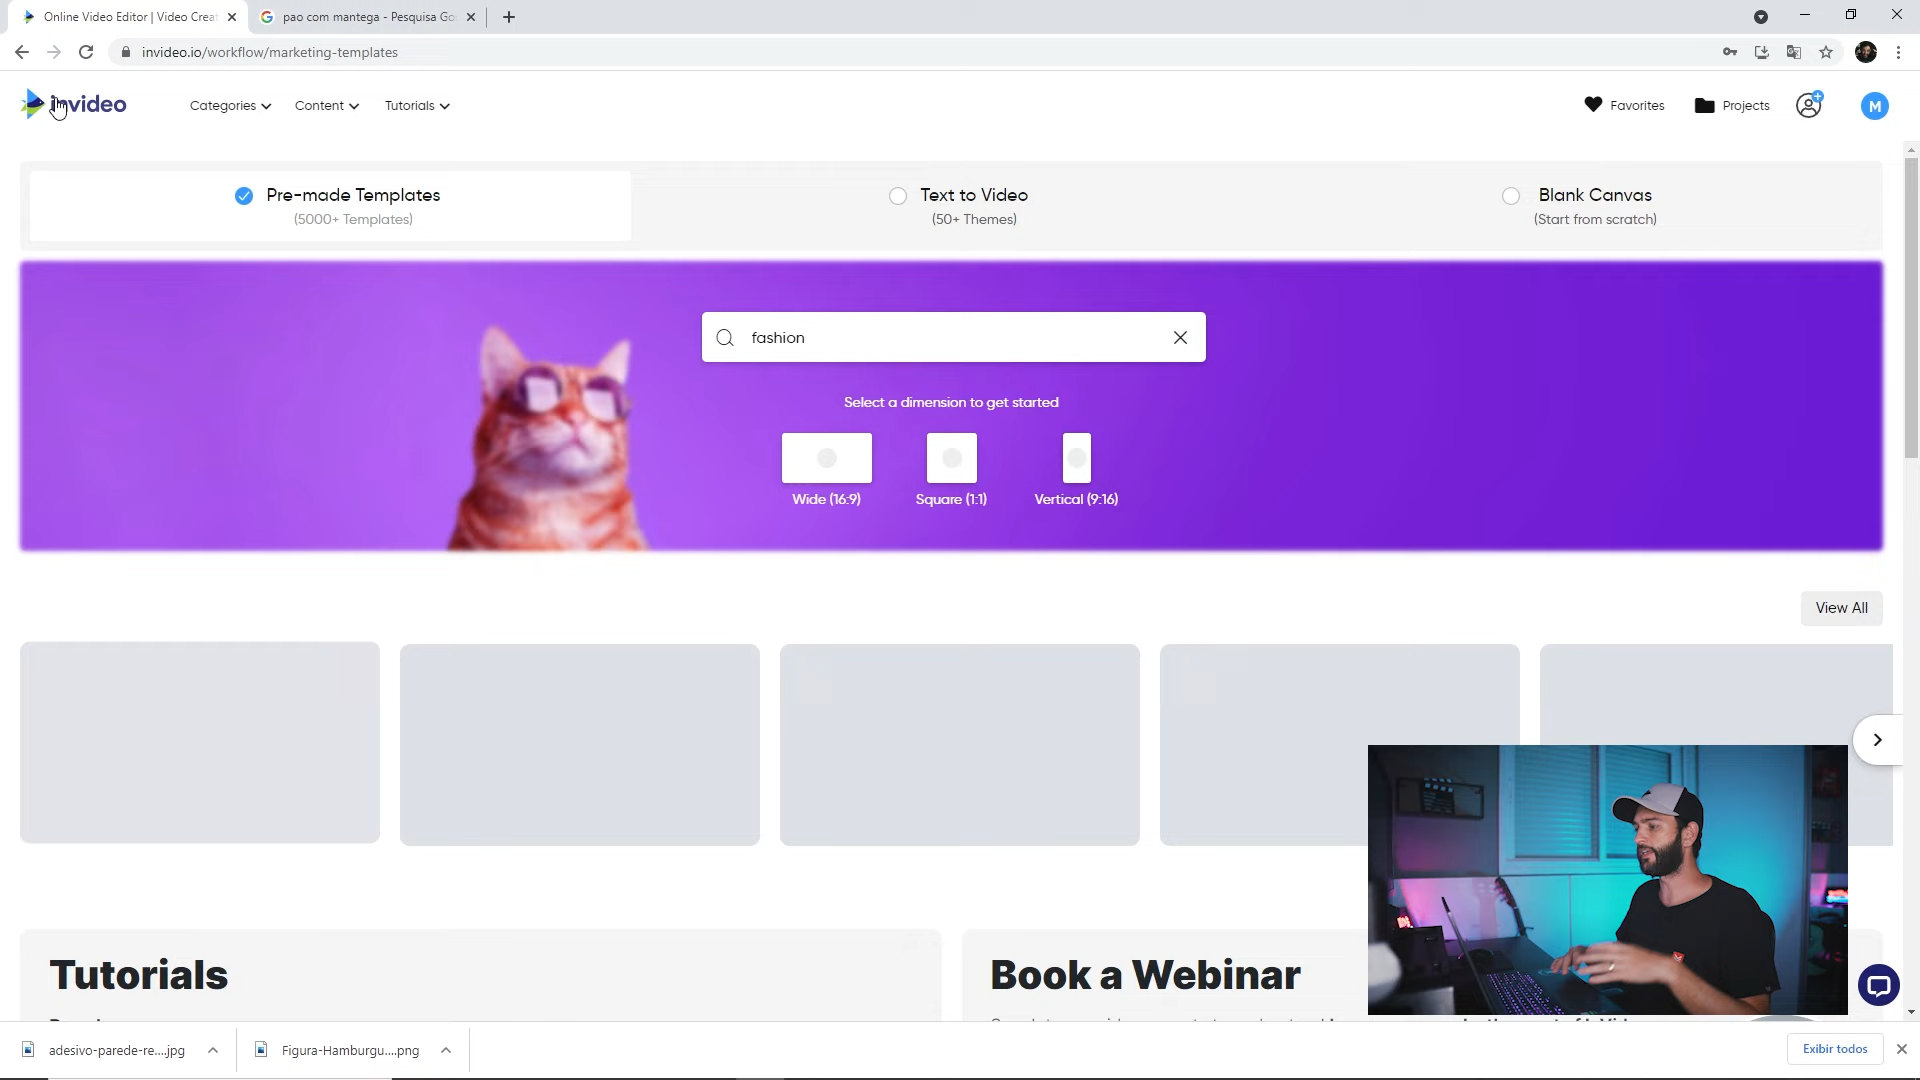 Online Video Editor | Video Creat
pao com mantega - Pesquisa Go
invideo.io/workflow/marketing-templates
invideo
Categories
Content
Tutorials
Favorites
Projects
M
Pre-made Templates
(5000+ Templates)
Text to Video
(50+ Themes)
Blank Canvas
(Start from scratch)
fashion
Select a dimension to get started
Wide (16:9)
Square (1:1)
Vertical (9:16)
View All
Tutorials
Book a Webinar
adesivo-parede-re....jpg
Figura-Hamburgu....png
Exibir todos